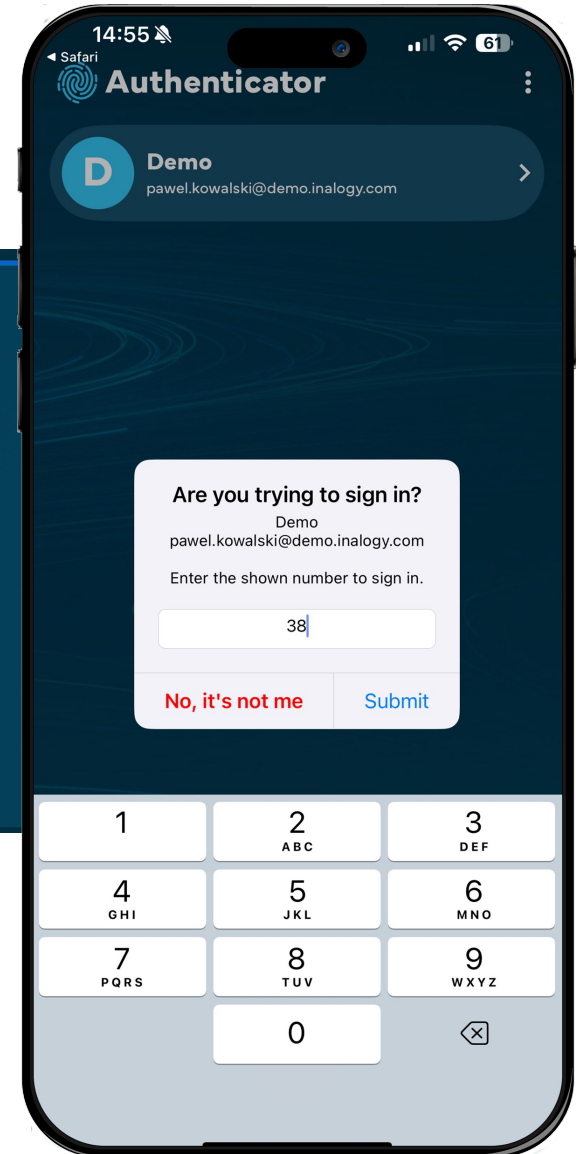 14:55
61
◀ Safari
Authenticator
D
Demo
pawel.kowalski@demo.inalogy.com
Are you trying to sign in?
Demo
pawel.kowalski@demo.inalogy.com
Enter the shown number to sign in.
38
No, it's not me
Submit
1
2
ABC
3
DEF
4
GHI
5
JKL
6
MNO
7
PQRS
8
TUV
9
WXYZ
0